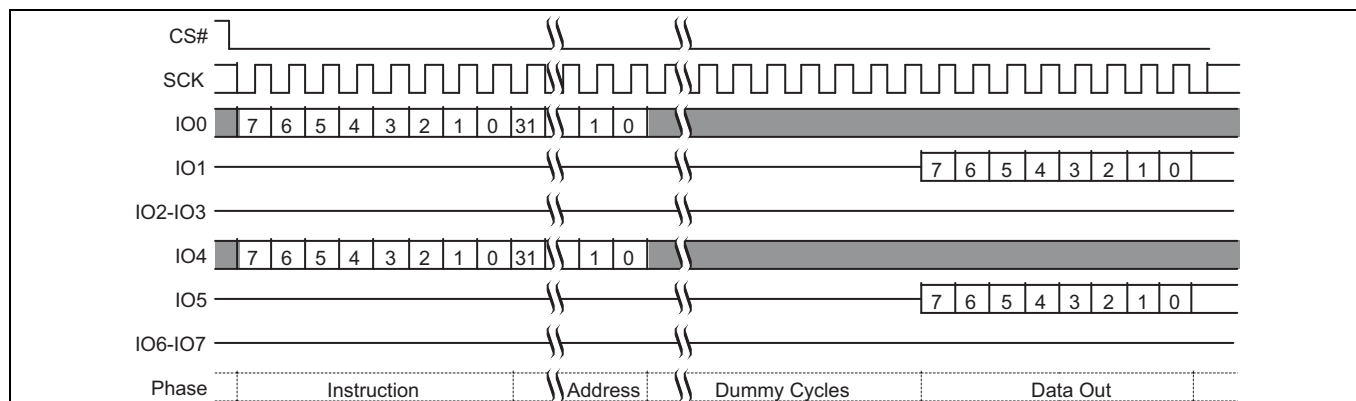 CS#
SCK
IO0 7 6 5 4 3 2 1 0 31 1 0
IO1 7 6 5 4 3 2 1 0
IO2-IO3
IO4 7 6 5 4 3 2 1 0 31 1 0
IO5 7 6 5 4 3 2 1 0
IO6-IO7
Phase Instruction Address Dummy Cycles Data Out